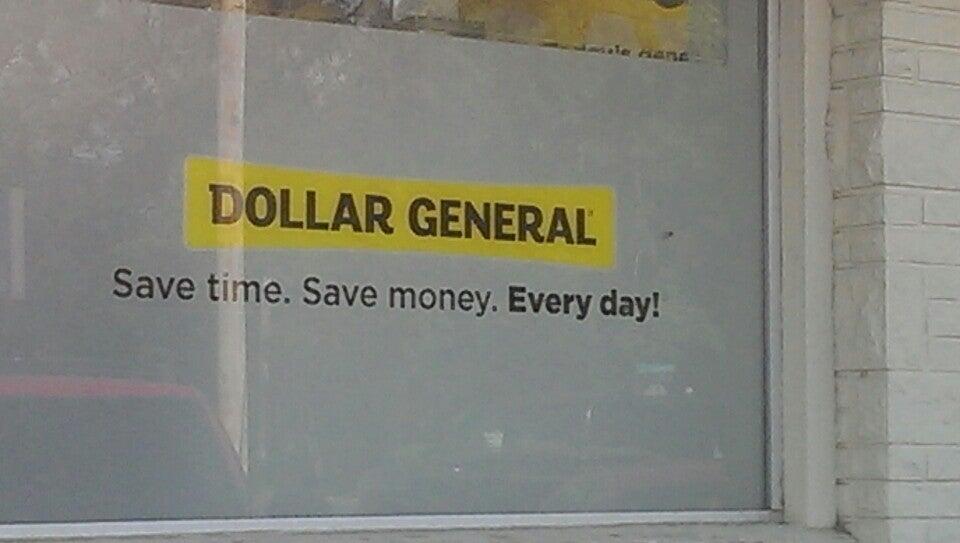 DOLLAR GENERAL
Save time. Save money. Every day!